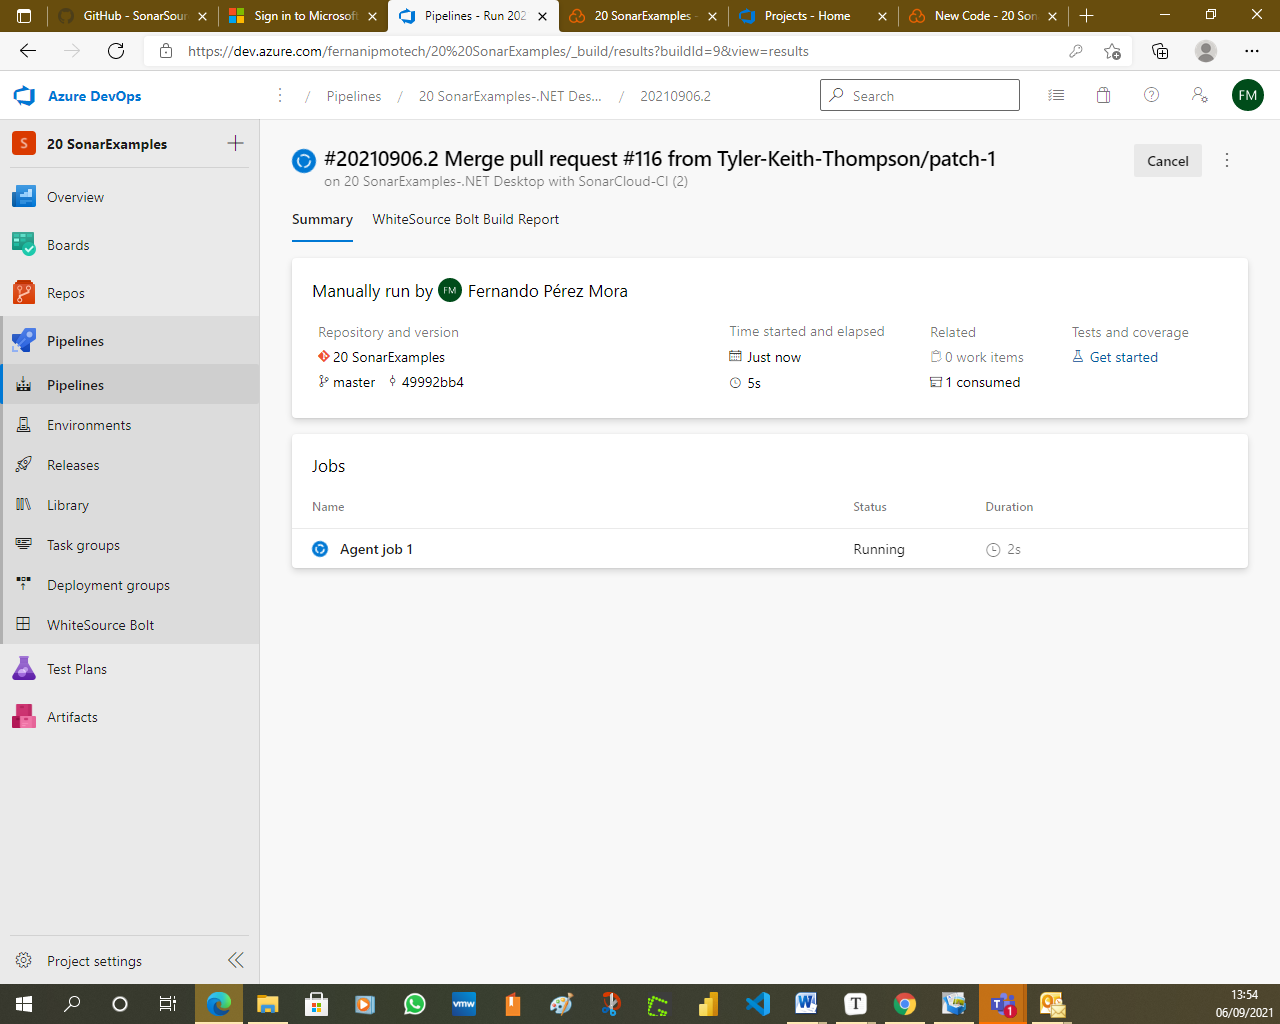 GitHub - SonarSour
Sign in to Microsoft
Pipelines - Run 202
20 SonarExamples -
Projects - Home
New Code - 20 Son
https://dev.azure.com/fernanipmotech/20%20SonarExamples/_build/results?buildId=9&view=results
Azure DevOps
/ Pipelines / 20 SonarExamples-.NET Des... / 20210906.2
Search
FM
S 20 SonarExamples
Overview
Boards
Repos
Pipelines
Pipelines
Environments
Releases
Library
Task groups
Deployment groups
WhiteSource Bolt
Test Plans
Artifacts
Project settings
#20210906.2 Merge pull request #116 from Tyler-Keith-Thompson/patch-1
on 20 SonarExamples-.NET Desktop with SonarCloud-CI (2)
Cancel
Summary WhiteSource Bolt Build Report
Manually run by FM Fernando Pérez Mora
Repository and version
20 SonarExamples
master 49992bb4
Time started and elapsed
Just now
5s
Related
0 work items
1 consumed
Tests and coverage
Get started
Jobs
Name Status Duration
Agent job 1 Running 2s
vmw
W
T
1
13:54
06/09/2021